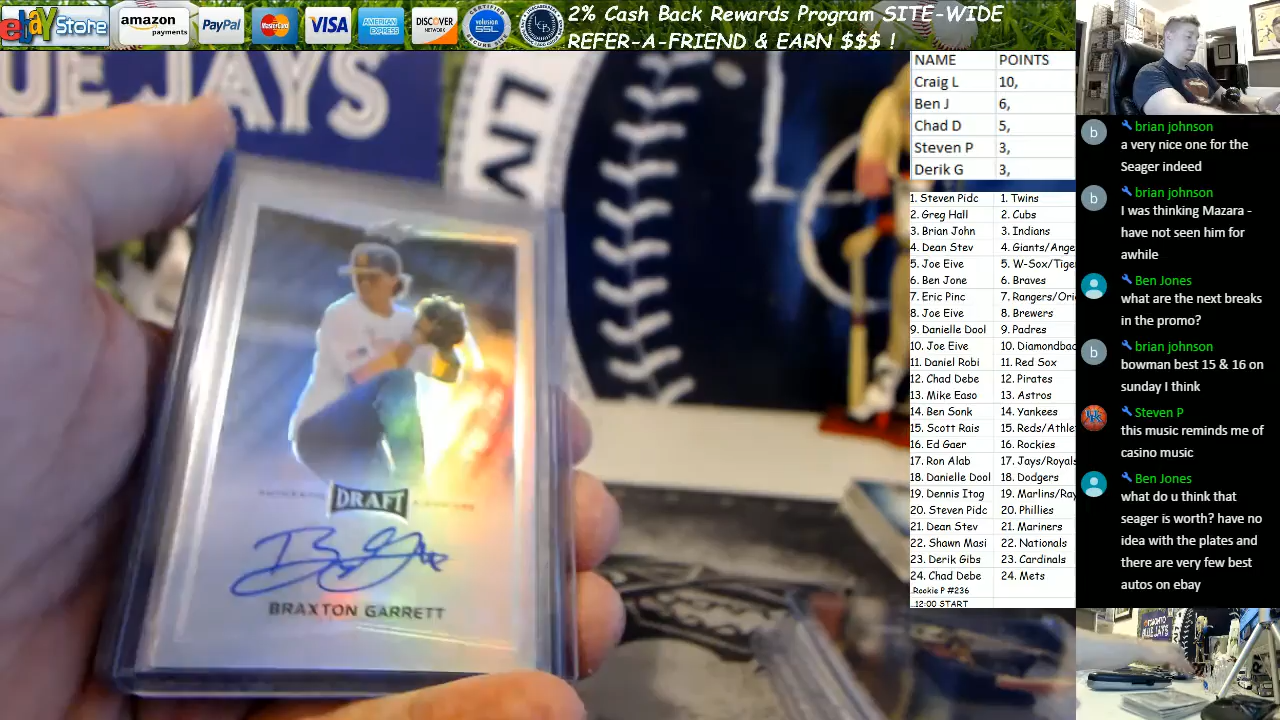 ebay Store
amazon
payments
PayPal
MasterCard
VISA
AMERICAN EXPRESS
DISCOVER
NETWORK
volusion
SSL
CERTIFIED
2% Cash Back Rewards Program SITE-WIDE
REFER-A-FRIEND & EARN $$$ !
UE JAYS
DRAFT
BRAXTON GARRETT
NAME POINTS
Craig L 10,
Ben J 6,
Chad D 5,
Steven P 3,
Derik G 3,
1. Steven Pidc 1. Twins
2. Greg Hall 2. Cubs
3. Brian John 3. Indians
4. Dean Stev 4. Giants/Ange
5. Joe Eive 5. W-Sox/Tige
6. Ben Jone 6. Braves
7. Eric Pinc 7. Rangers/Ori
8. Joe Eive 8. Brewers
9. Danielle Dool 9. Padres
10. Joe Eive 10. Diamondbac
11. Daniel Robi 11. Red Sox
12. Chad Debe 12. Pirates
13. Mike Easo 13. Astros
14. Ben Sonk 14. Yankees
15. Scott Rais 15. Reds/Athle
16. Ed Gaer 16. Rockies
17. Ron Alab 17. Jays/Royals
18. Danielle Dool 18. Dodgers
19. Dennis Itog 19. Marlins/Ray
20. Steven Pidc 20. Phillies
21. Dean Stev 21. Mariners
22. Shawn Masi 22. Nationals
23. Derik Gibs 23. Cardinals
24. Chad Debe 24. Mets
.Rookie P #236
..12:00 START
b
brian johnson
a very nice one for the
Seager indeed
b
brian johnson
I was thinking Mazara -
have not seen him for
awhile
Ben Jones
what are the next breaks
in the promo?
b
brian johnson
bowman best 15 & 16 on
sunday I think
Steven P
this music reminds me of
casino music
Ben Jones
what do u think that
seager is worth? have no
idea with the plates and
there are very few best
autos on ebay
TORONTO
BLUE JAYS